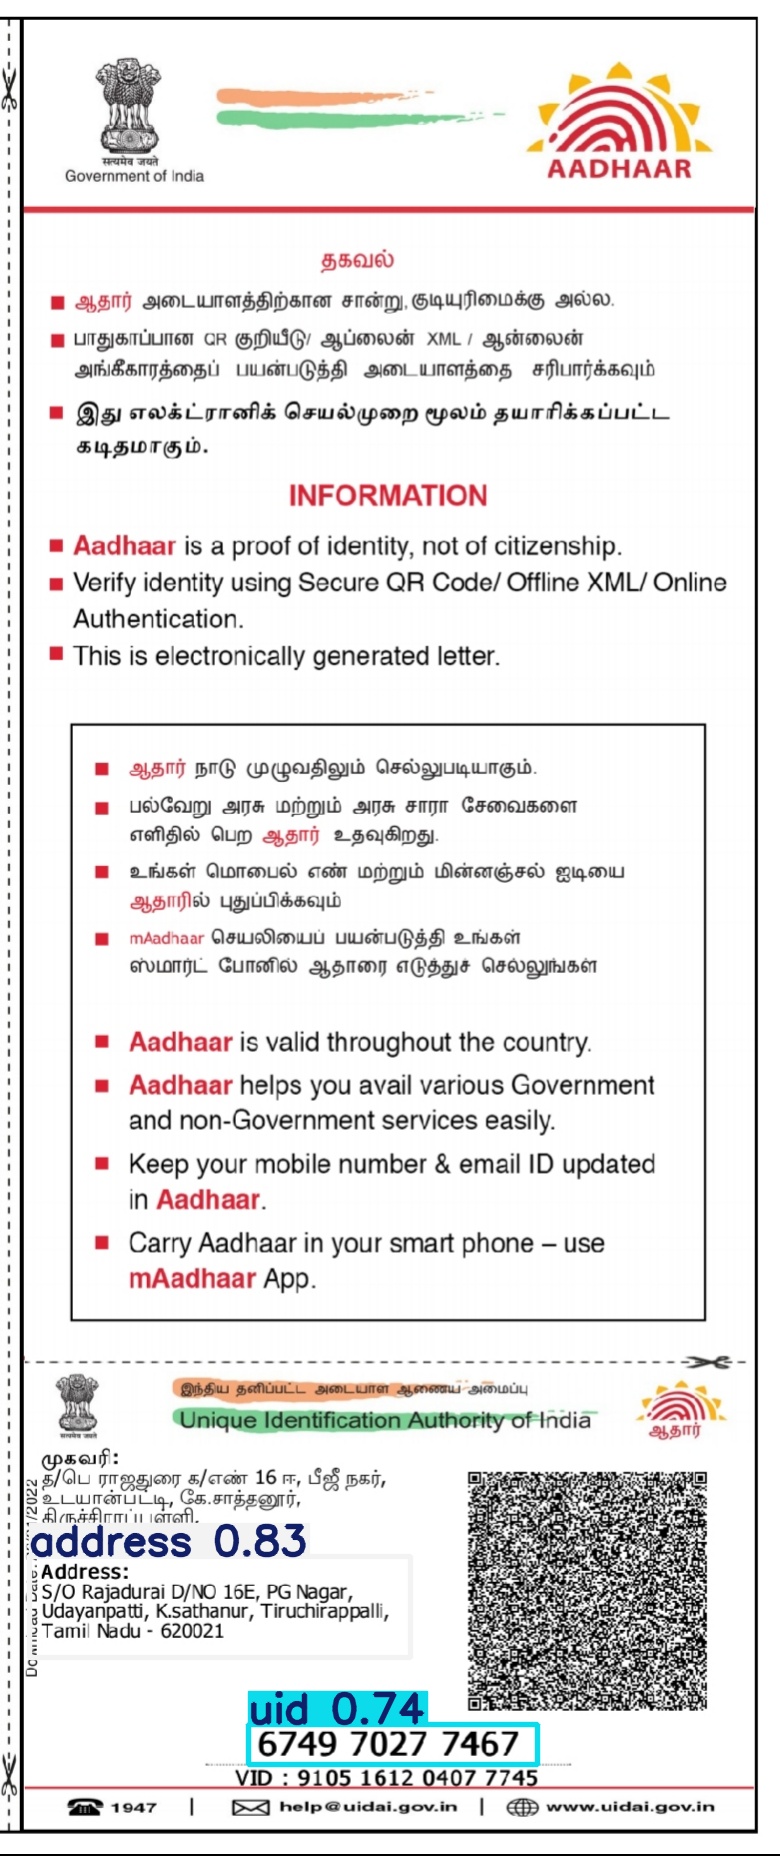 सत्यमेव जयते
Government of India
AADHAAR
தகவல்
ஆதார் அடையாளத்திற்கான சான்று, குடியுரிமைக்கு அல்ல.
பாதுகாப்பான QR குறியீடு/ ஆப்லைன் XML / ஆன்லைன்
அங்கீகாரத்தைப் பயன்படுத்தி அடையாளத்தை சரிபார்க்கவும்
இது எலக்ட்ரானிக் செயல்முறை மூலம் தயாரிக்கப்பட்ட
கடிதமாகும்.
INFORMATION
Aadhaar is a proof of identity, not of citizenship.
Verify identity using Secure QR Code/ Offline XML/ Online
Authentication.
This is electronically generated letter.
ஆதார் நாடு முழுவதிலும் செல்லுபடியாகும்.
பல்வேறு அரசு மற்றும் அரசு சாரா சேவைகளை
எளிதில் பெற ஆதார் உதவுகிறது.
உங்கள் மொபைல் எண் மற்றும் மின்னஞ்சல் ஐடியை
ஆதாரில் புதுப்பிக்கவும்
mAadhaar செயலியைப் பயன்படுத்தி உங்கள்
ஸ்மார்ட் போனில் ஆதாரை எடுத்துச் செல்லுங்கள்
Aadhaar is valid throughout the country.
Aadhaar helps you avail various Government
and non-Government services easily.
Keep your mobile number & email ID updated
in Aadhaar.
Carry Aadhaar in your smart phone – use
mAadhaar App.
இந்திய தனிப்பட்ட அடையாள ஆணைய அமைப்பு
Unique Identification Authority of India
सत्यमेव जयते
ஆதார்
முகவரி:
த/பெ ராஜதுரை க/எண் 16 ஈ, பீஜீ நகர்,
உடயான்பட்டி, கே.சாத்தனூர்,
திருச்சிராப்பள்ளி,
address 0.83
Address:
S/O Rajadurai D/NO 16E, PG Nagar,
Udayanpatti, K.sathanur, Tiruchirappalli,
Tamil Nadu - 620021
uid 0.74
6749 7027 7467
VID : 9105 1612 0407 7745
1947 | help@uidai.gov.in | www.uidai.gov.in